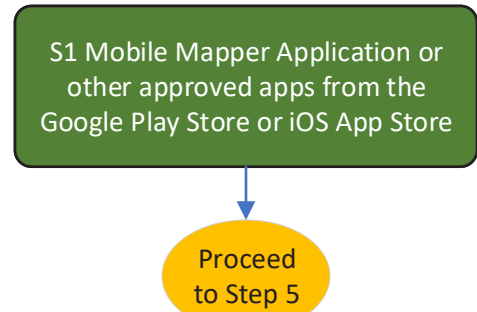 S1 Mobile Mapper Application or
other approved apps from the
Google Play Store or iOS App Store
Proceed
to Step 5